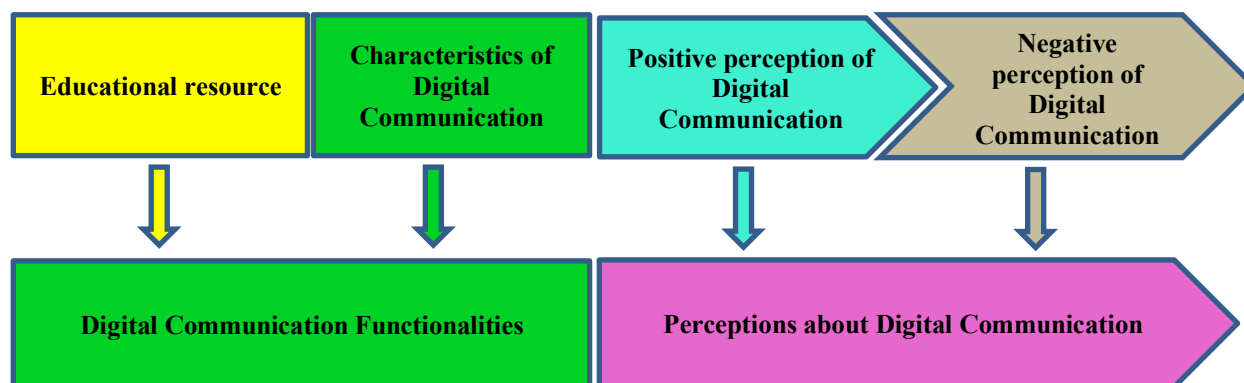 Educational resource
Characteristics of
Digital
Communication
Positive perception of
Digital
Communication
Negative
perception of
Digital
Communication
Digital Communication Functionalities
Perceptions about Digital Communication